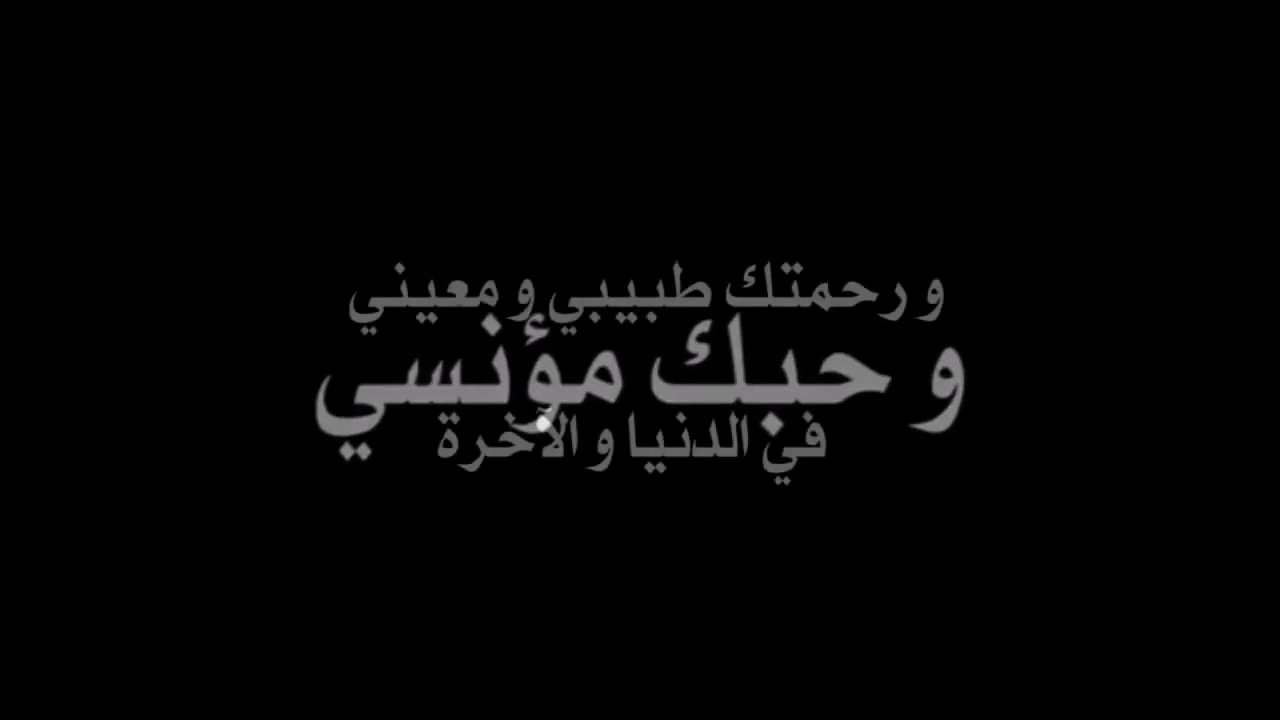 و رحمتك طبيبي و معيني
و حبك مؤنسي
في الدنيا و الآخرة